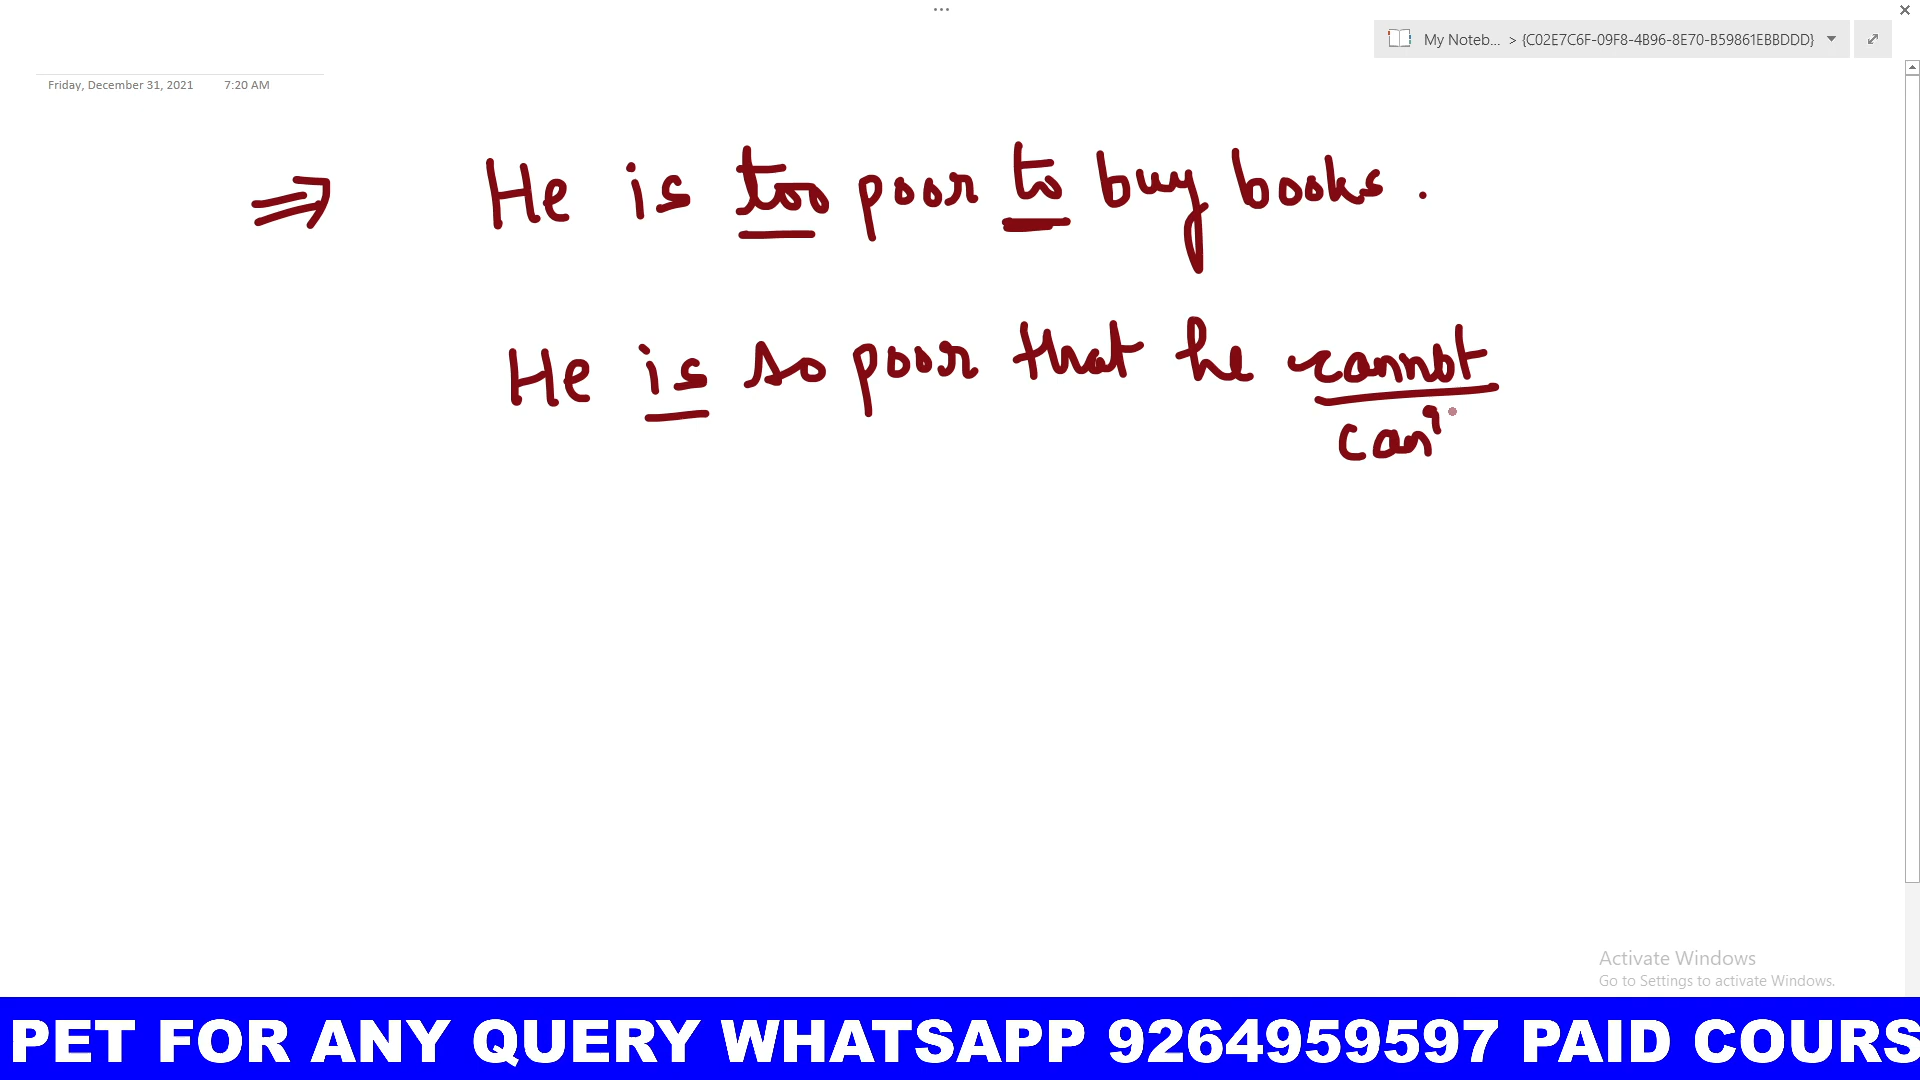 ...
My Noteb... > {C02E7C6F-09F8-4B96-8E70-B59861EBBDDD}
Friday, December 31, 2021 7:20 AM
⇒ He is too poor to buy books.
He is so poor that he cannot
can'
Activate Windows
Go to Settings to activate Windows.
PET FOR ANY QUERY WHATSAPP 9264959597 PAID COURS